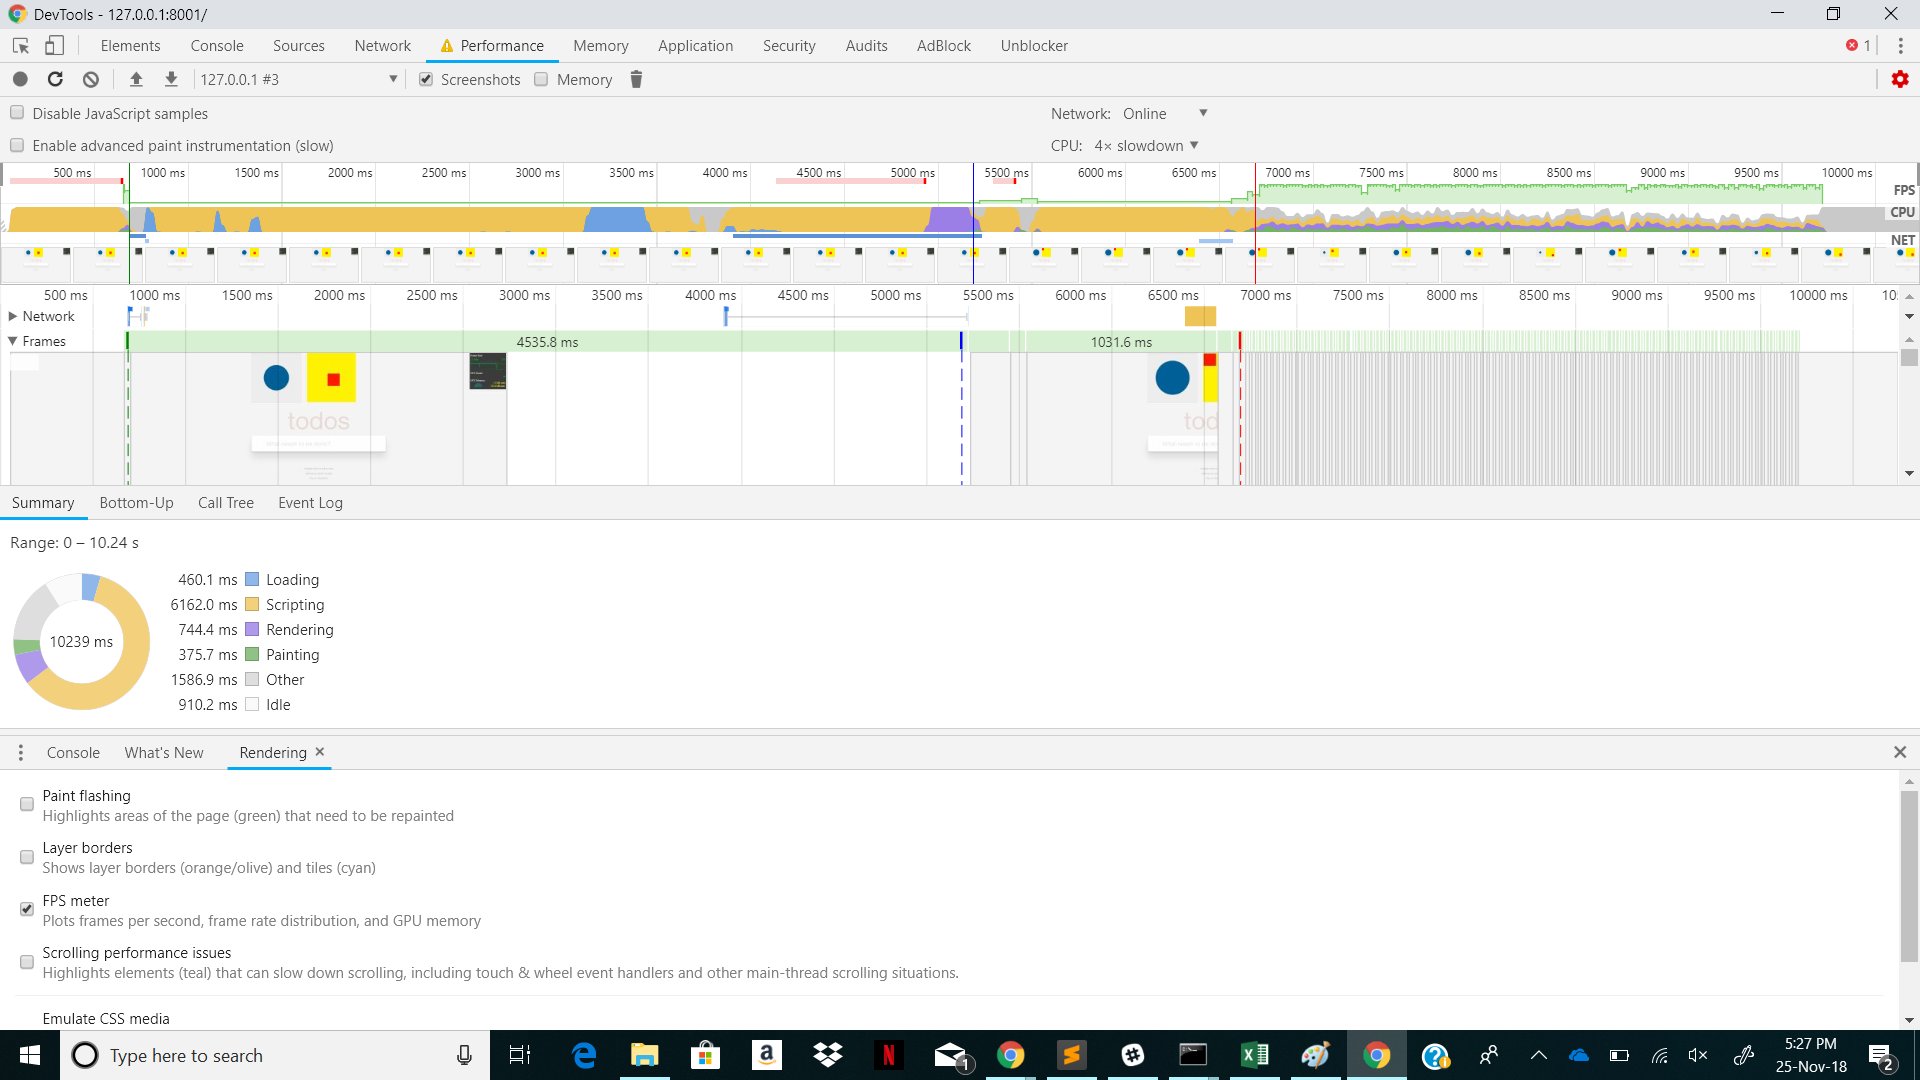 DevTools - 127.0.0.1:8001/
Elements Console Sources Network Performance Memory Application Security Audits AdBlock Unblocker 1
127.0.0.1 #3 Screenshots Memory
Disable JavaScript samples Network: Online
Enable advanced paint instrumentation (slow) CPU: 4× slowdown
500 ms 1000 ms 1500 ms 2000 ms 2500 ms 3000 ms 3500 ms 4000 ms 4500 ms 5000 ms 5500 ms 6000 ms 6500 ms 7000 ms 7500 ms 8000 ms 8500 ms 9000 ms 9500 ms 10000 ms
FPS
CPU
NET
500 ms 1000 ms 1500 ms 2000 ms 2500 ms 3000 ms 3500 ms 4000 ms 4500 ms 5000 ms 5500 ms 6000 ms 6500 ms 7000 ms 7500 ms 8000 ms 8500 ms 9000 ms 9500 ms 10000 ms 10:
Network
Frames 4535.8 ms 1031.6 ms
todos tod
Summary Bottom-Up Call Tree Event Log
Range: 0 – 10.24 s
10239 ms
460.1 ms Loading
6162.0 ms Scripting
744.4 ms Rendering
375.7 ms Painting
1586.9 ms Other
910.2 ms Idle
Console What's New Rendering ×
Paint flashing
Highlights areas of the page (green) that need to be repainted
Layer borders
Shows layer borders (orange/olive) and tiles (cyan)
FPS meter
Plots frames per second, frame rate distribution, and GPU memory
Scrolling performance issues
Highlights elements (teal) that can slow down scrolling, including touch & wheel event handlers and other main-thread scrolling situations.
Emulate CSS media
Type here to search 1 5:27 PM
25-Nov-18 2